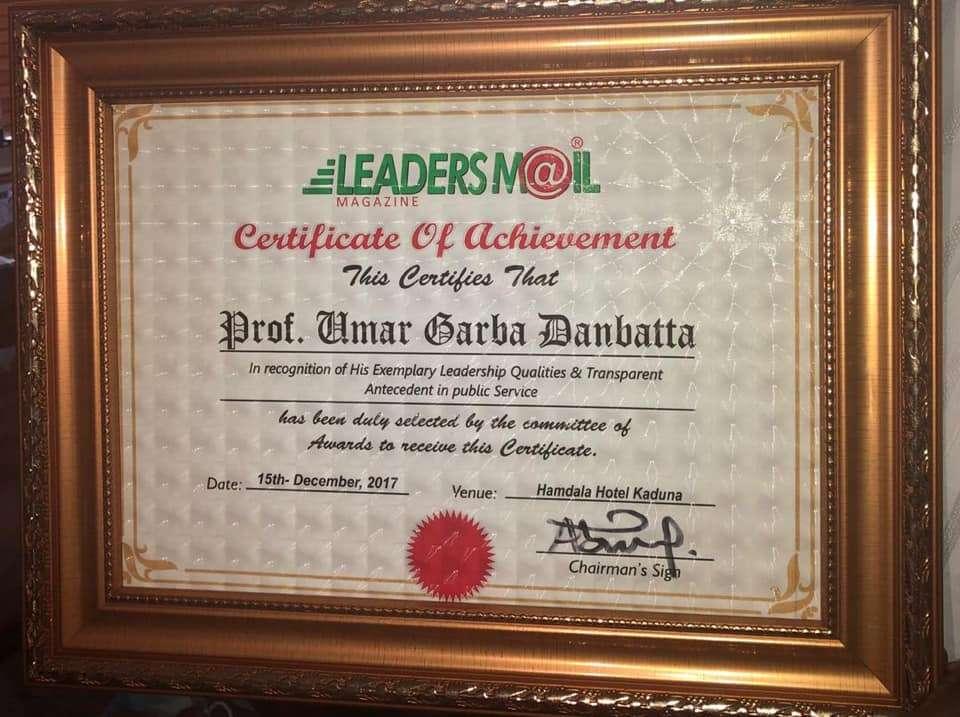 LEADERS M@IL®
MAGAZINE
Certificate Of Achievement
This Certifies That
Prof. Umar Garba Danbatta
In recognition of His Exemplary Leadership Qualities & Transparent
Antecedent in public Service
has been duly selected by the committee of
Awards to receive this Certificate.
Date: 15th- December, 2017
Venue: Hamdala Hotel Kaduna
Chairman's Sign